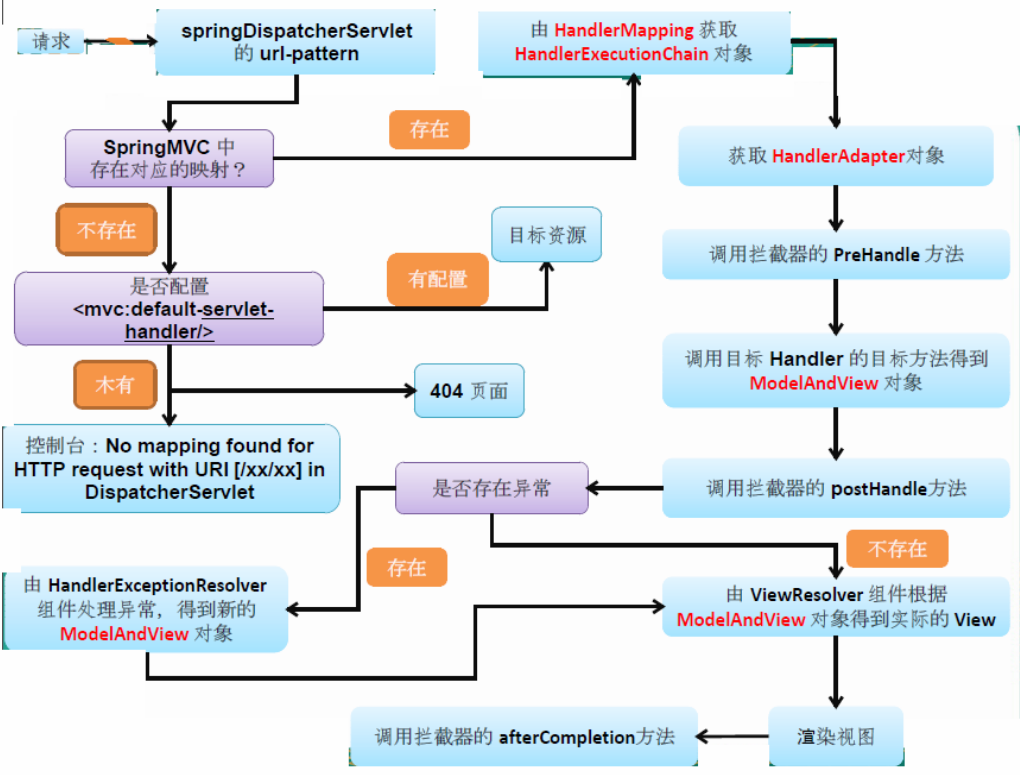 请求
springDispatcherServlet
的 url-pattern
由 HandlerMapping 获取
HandlerExecutionChain 对象
存在
SpringMVC 中
存在对应的映射？
获取 HandlerAdapter对象
不存在
目标资源
调用拦截器的 PreHandle 方法
是否配置
<mvc:default-servlet-
handler/>
有配置
调用目标 Handler 的目标方法得到
ModelAndView 对象
木有
404 页面
控制台：No mapping found for
HTTP request with URI [/xx/xx] in
DispatcherServlet
是否存在异常
调用拦截器的 postHandle方法
存在
不存在
由 HandlerExceptionResolver
组件处理异常，得到新的
ModelAndView 对象
由 ViewResolver 组件根据
ModelAndView 对象得到实际的 View
调用拦截器的 afterCompletion方法
渲染视图